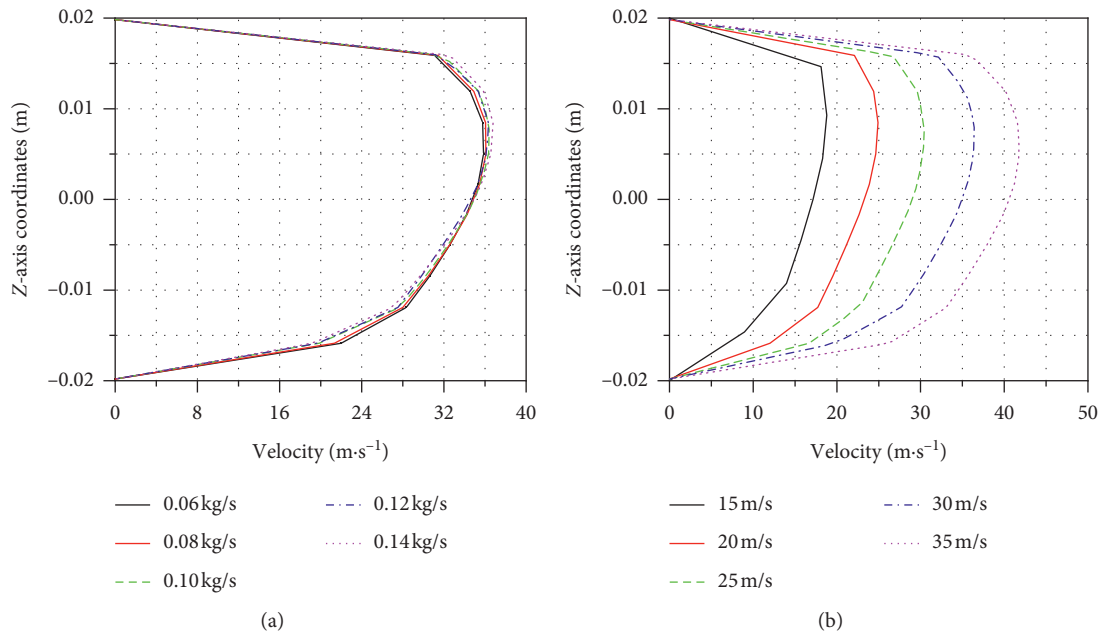 0.02
0.01
0.00
−0.01
−0.02
Z-axis coordinates (m)
0 8 16 24 32 40
Velocity (m·s⁻¹)
0.06 kg/s
0.08 kg/s
0.10 kg/s
0.12 kg/s
0.14 kg/s
(a)
0.02
0.01
0.00
−0.01
−0.02
Z-axis coordinates (m)
0 10 20 30 40 50
Velocity (m·s⁻¹)
15 m/s
20 m/s
25 m/s
30 m/s
35 m/s
(b)